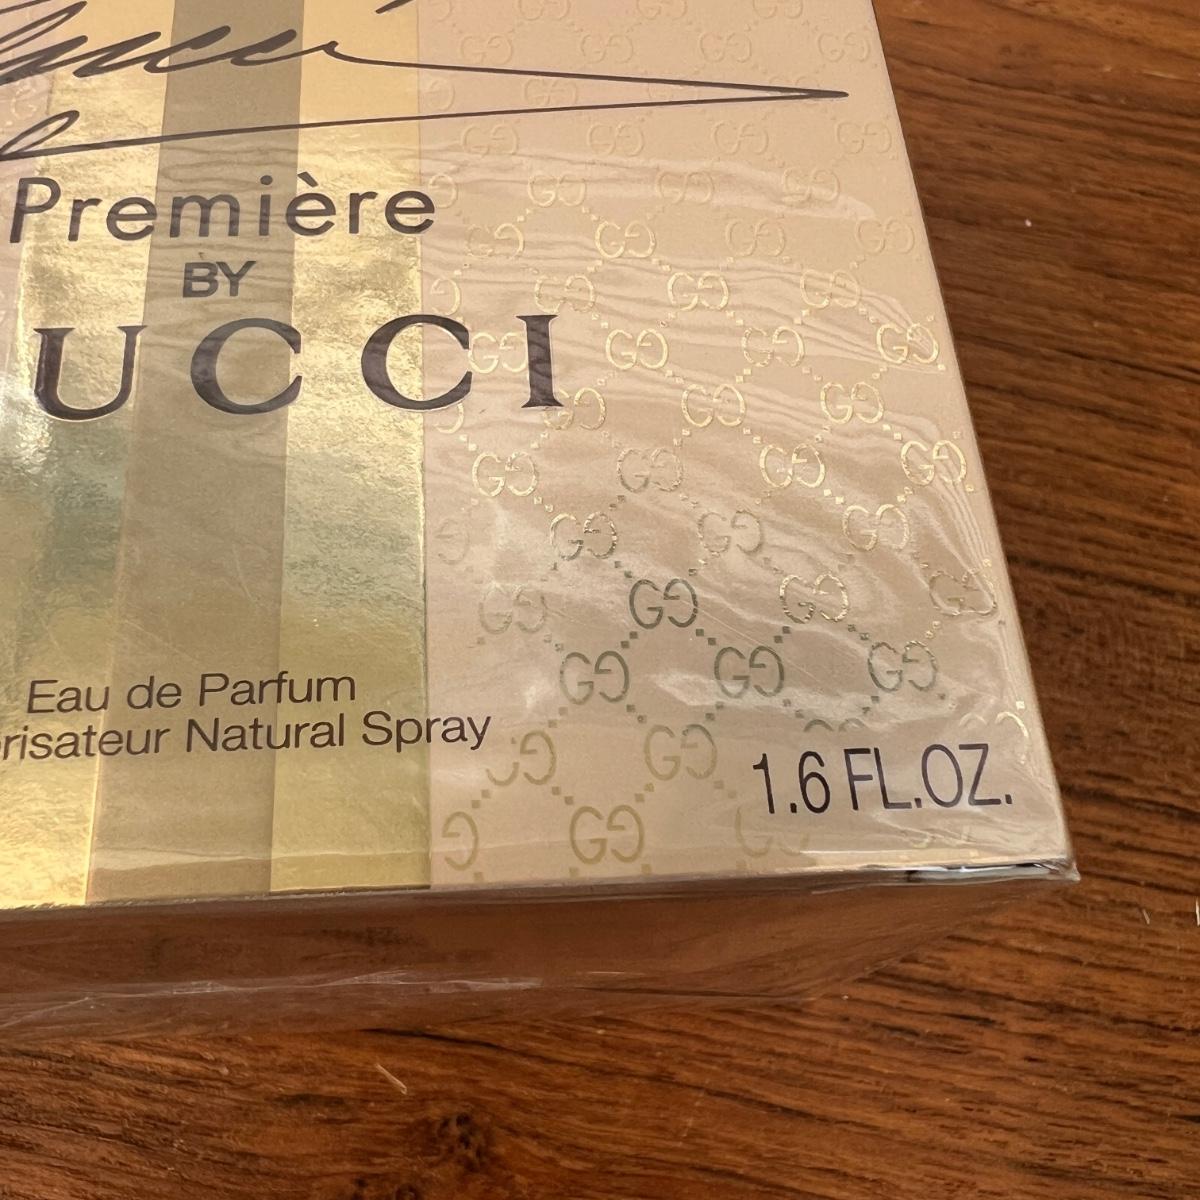 Première
BY
UCCI
Eau de Parfum
risateur Natural Spray
1.6 FL.OZ.